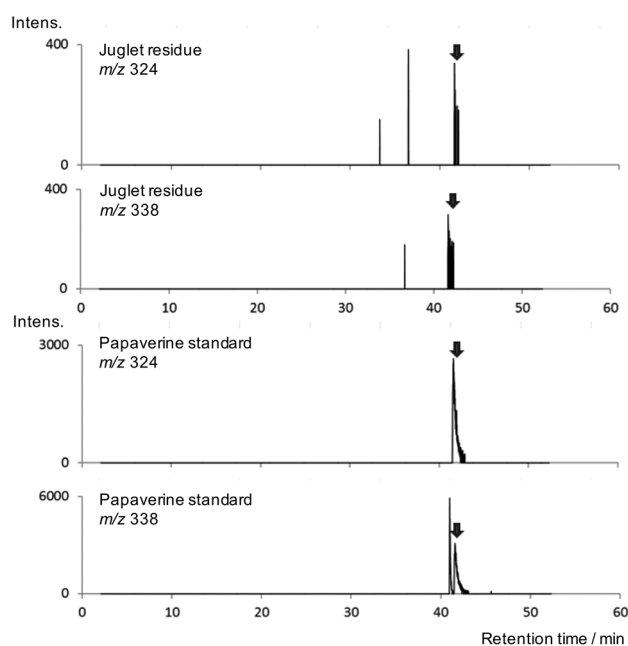 Intens.
400
Juglet residue
m/z 324
0
400
Juglet residue
m/z 338
0
0 10 20 30 40 50 60
Intens.
3000
Papaverine standard
m/z 324
0
6000
Papaverine standard
m/z 338
0
0 10 20 30 40 50 60
Retention time / min